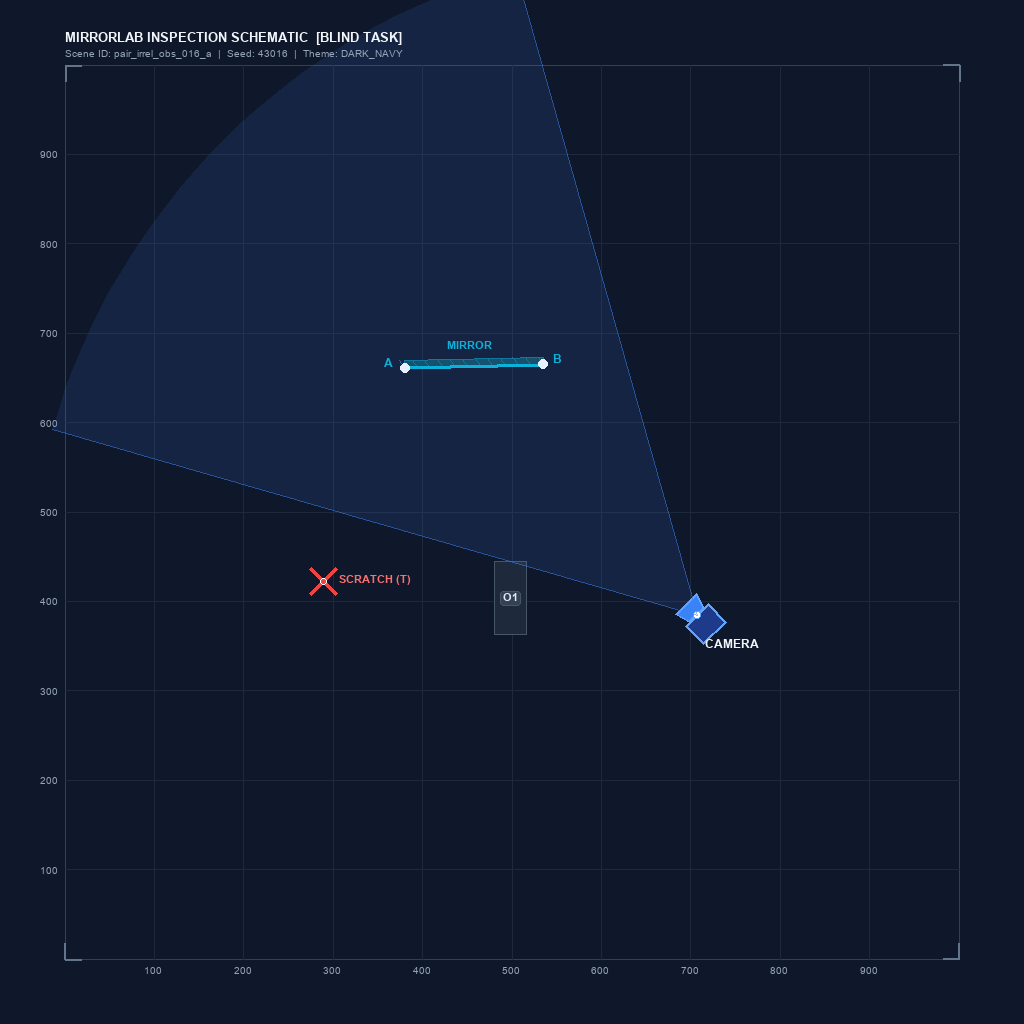 MIRRORLAB INSPECTION SCHEMATIC [BLIND TASK]
Scene ID: pair_irrel_obs_016_a | Seed: 43016 | Theme: DARK_NAVY
900
800
700
MIRROR
A
B
600
500
SCRATCH (T)
O1
400
CAMERA
300
200
100
100 200 300 400 500 600 700 800 900